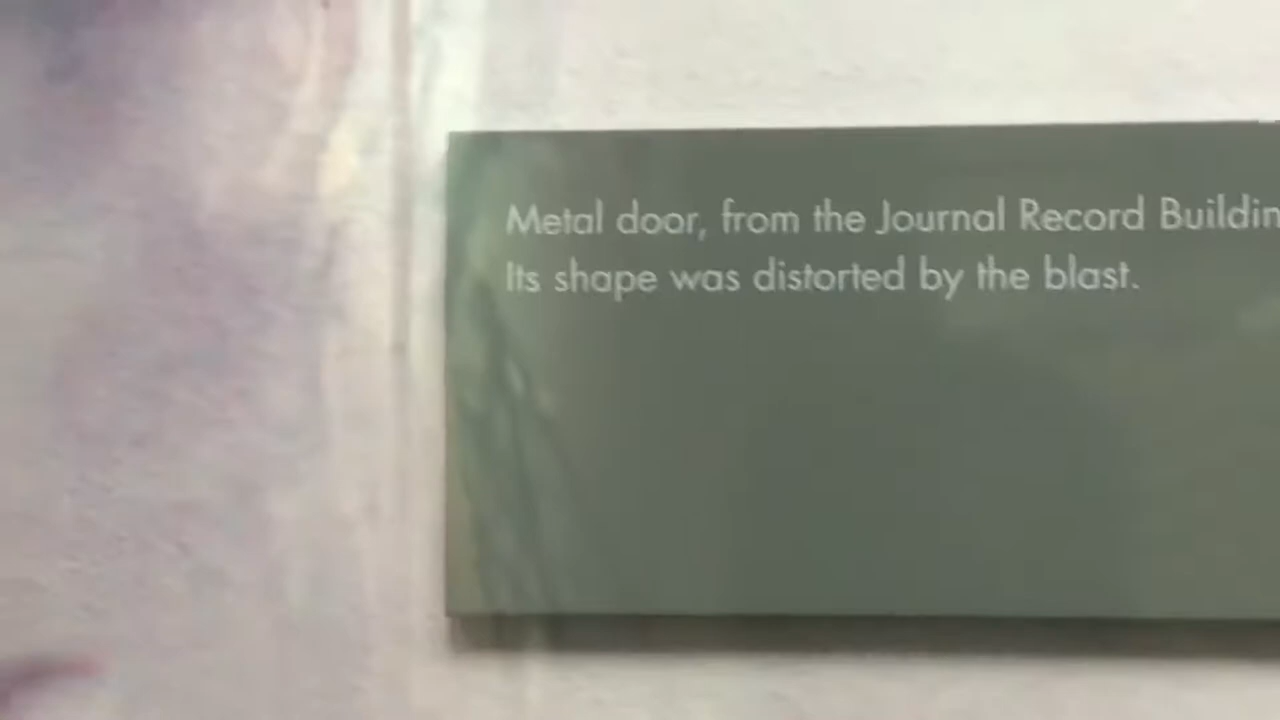 Metal door, from the Journal Record Buildin
Its shape was distorted by the blast.